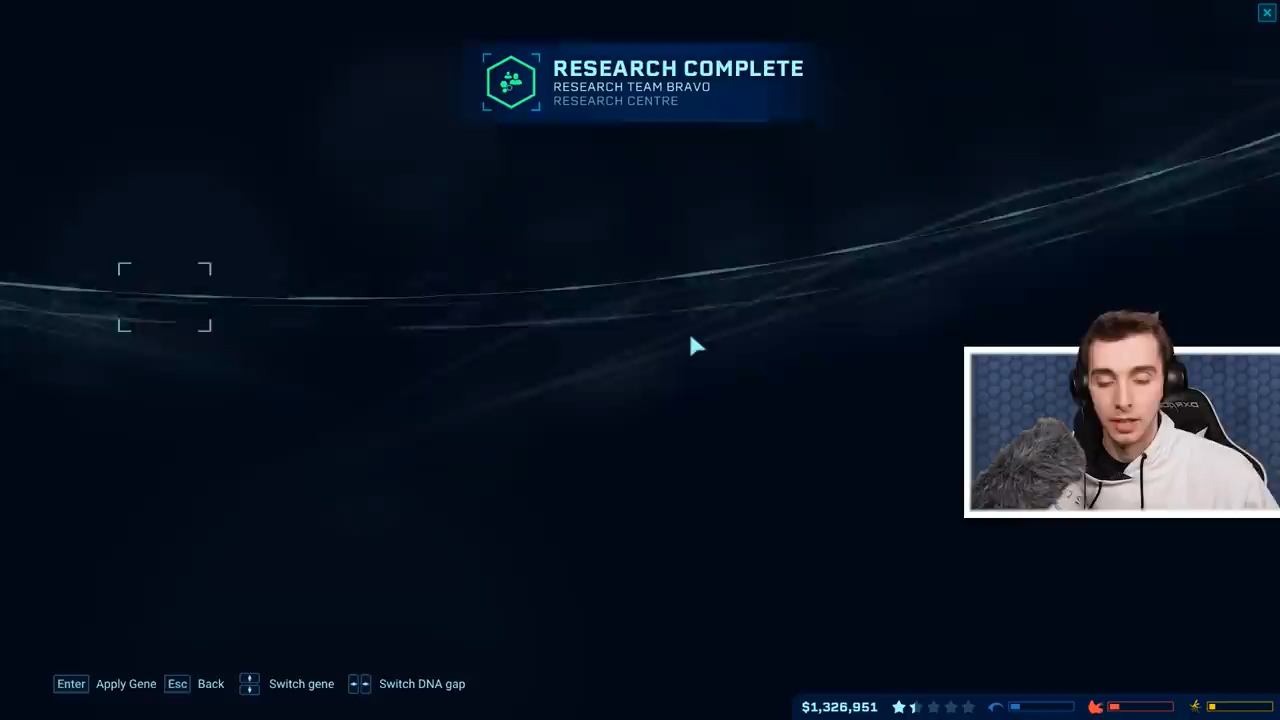 RESEARCH COMPLETE
RESEARCH TEAM BRAVO
RESEARCH CENTRE
Enter Apply Gene Esc Back Switch gene Switch DNA gap
$1,326,951